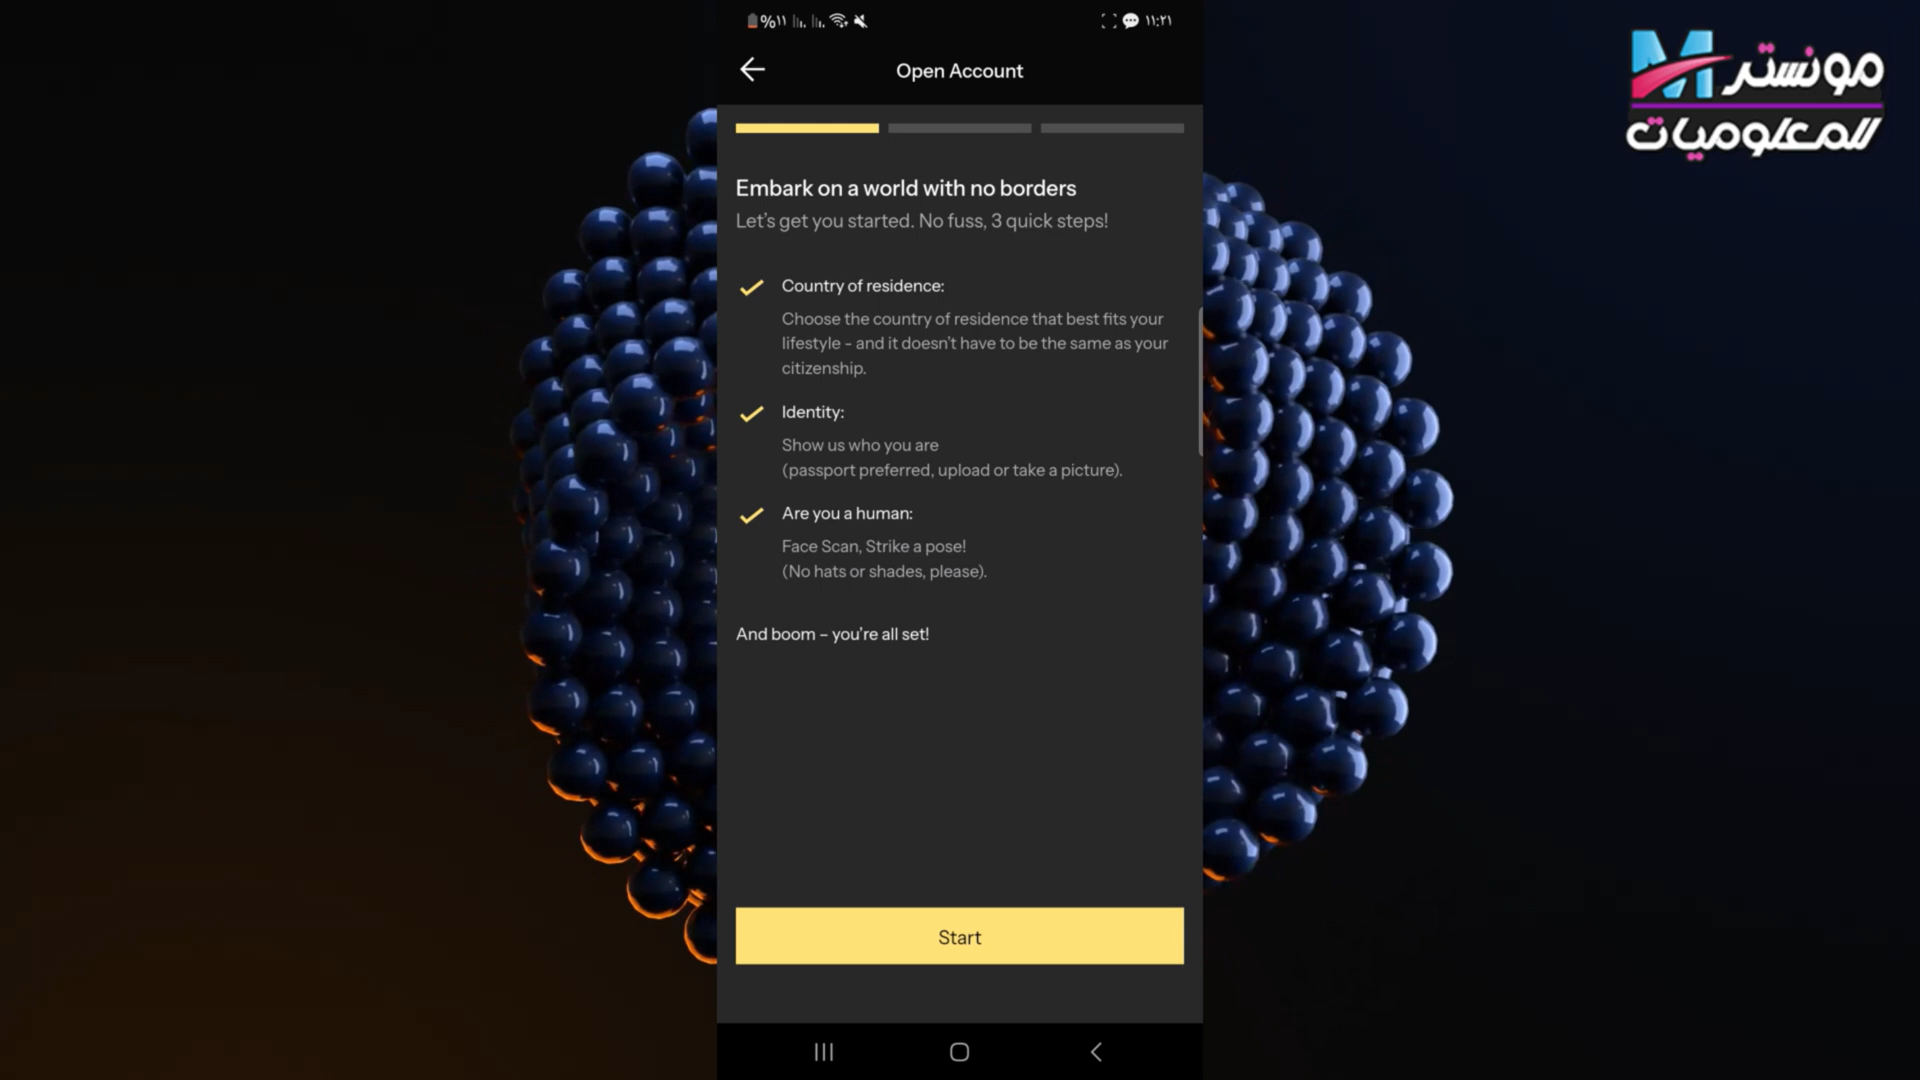 %١١
١١:٢١
Open Account
مونستر
للمعلوميات
Embark on a world with no borders
Let's get you started. No fuss, 3 quick steps!
Country of residence:
Choose the country of residence that best fits your
lifestyle - and it doesn't have to be the same as your
citizenship.
Identity:
Show us who you are
(passport preferred, upload or take a picture).
Are you a human:
Face Scan, Strike a pose!
(No hats or shades, please).
And boom – you're all set!
Start